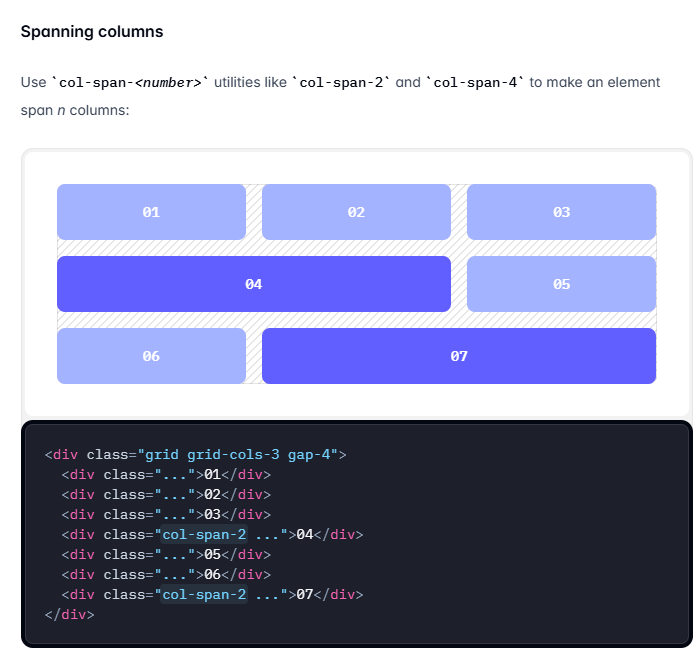 Spanning columns
Use `col-span-<number>` utilities like `col-span-2` and `col-span-4` to make an element
span n columns:
01 02 03
04 05
06 07
<div class="grid grid-cols-3 gap-4">
  <div class="...">01</div>
  <div class="...">02</div>
  <div class="...">03</div>
  <div class="col-span-2 ...">04</div>
  <div class="...">05</div>
  <div class="...">06</div>
  <div class="col-span-2 ...">07</div>
</div>